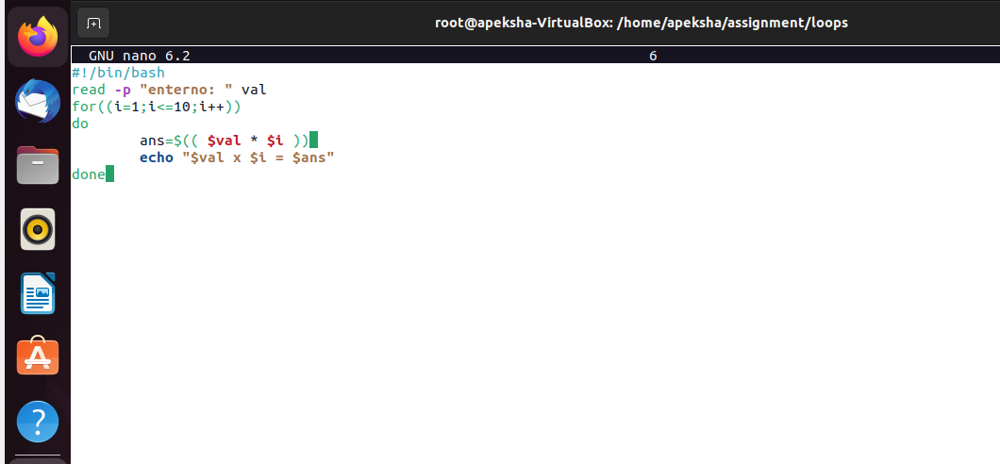 root@apeksha-VirtualBox: /home/apeksha/assignment/loops
GNU nano 6.2 6
#!/bin/bash
read -p "enterno: " val
for((i=1;i<=10;i++))
do
ans=$(( $val * $i ))
echo "$val x $i = $ans"
done